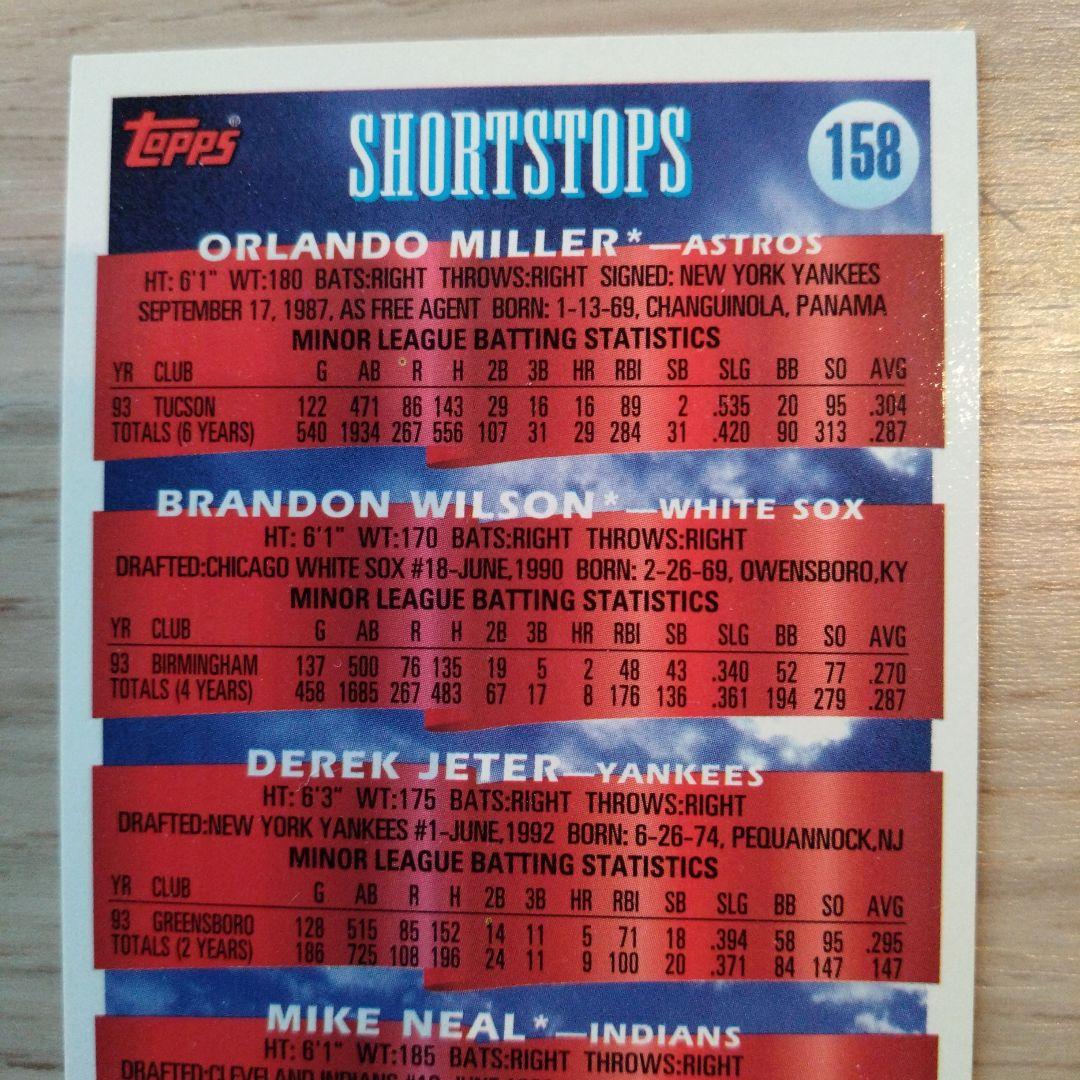 Topps®
SHORTSTOPS
158
ORLANDO MILLER*—ASTROS
HT: 6'1" WT:180 BATS:RIGHT THROWS:RIGHT SIGNED: NEW YORK YANKEES
SEPTEMBER 17, 1987, AS FREE AGENT BORN: 1-13-69, CHANGUINOLA, PANAMA
MINOR LEAGUE BATTING STATISTICS
YR CLUB G AB R H 2B 3B HR RBI SB SLG BB SO AVG
93 TUCSON 122 471 86 143 29 16 16 89 2 .535 20 95 .304
TOTALS (6 YEARS) 540 1934 267 556 107 31 29 284 31 .420 90 313 .287
BRANDON WILSON*—WHITE SOX
HT: 6'1" WT:170 BATS:RIGHT THROWS:RIGHT
DRAFTED:CHICAGO WHITE SOX #18-JUNE,1990 BORN: 2-26-69, OWENSBORO,KY
MINOR LEAGUE BATTING STATISTICS
YR CLUB G AB R H 2B 3B HR RBI SB SLG BB SO AVG
93 BIRMINGHAM 137 500 76 135 19 5 2 48 43 .340 52 77 .270
TOTALS (4 YEARS) 458 1685 267 483 67 17 8 176 136 .361 194 279 .287
DEREK JETER—YANKEES
HT: 6'3" WT:175 BATS:RIGHT THROWS:RIGHT
DRAFTED:NEW YORK YANKEES #1-JUNE,1992 BORN: 6-26-74, PEQUANNOCK,NJ
MINOR LEAGUE BATTING STATISTICS
YR CLUB G AB R H 2B 3B HR RBI SB SLG BB SO AVG
93 GREENSBORO 128 515 85 152 14 11 5 71 18 .394 58 95 .295
TOTALS (2 YEARS) 186 725 108 196 24 11 9 100 20 .371 84 147 147
MIKE NEAL*—INDIANS
HT: 6'1" WT:185 BATS:RIGHT THROWS:RIGHT
DRAFTED:CLEVELAND INDIANS